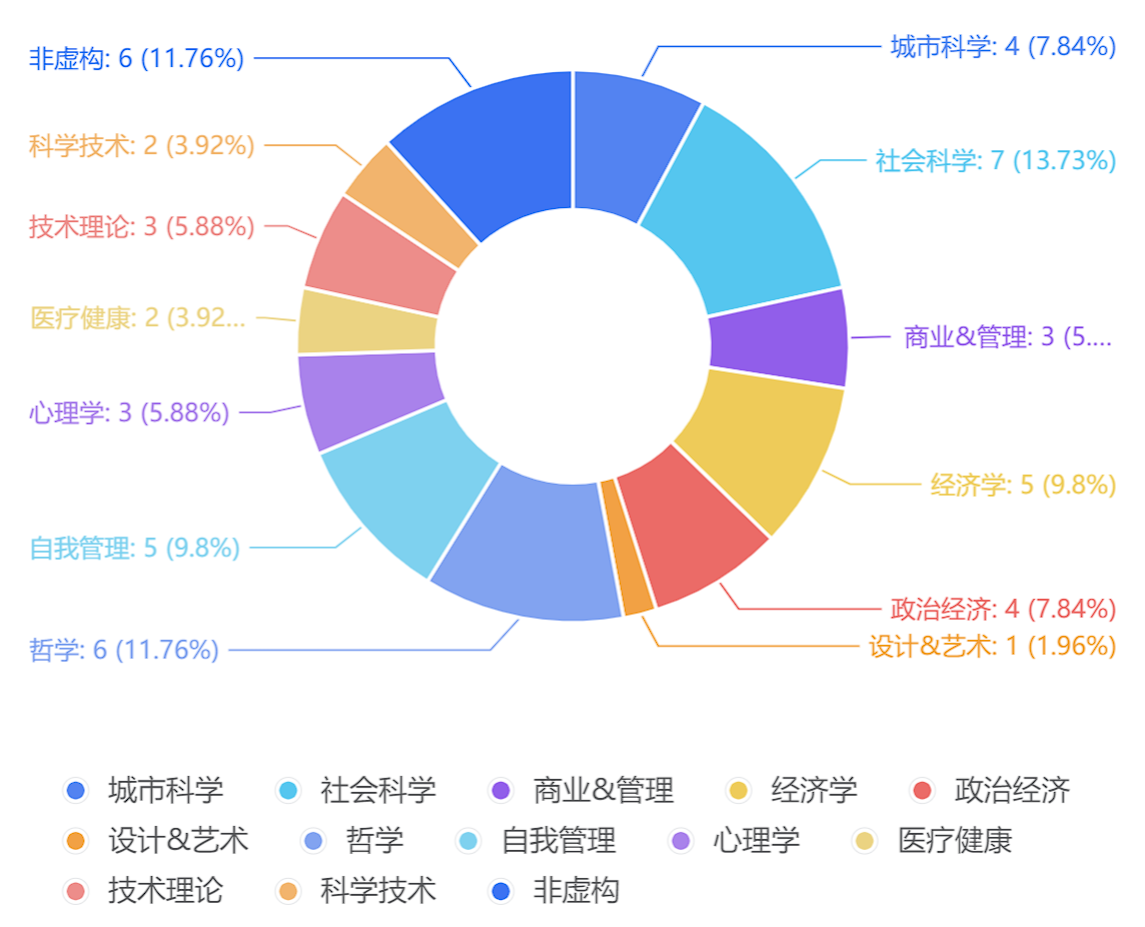 非虚构: 6 (11.76%)
城市科学: 4 (7.84%)
科学技术: 2 (3.92%)
社会科学: 7 (13.73%)
技术理论: 3 (5.88%)
医疗健康: 2 (3.92...
商业&管理: 3 (5....
心理学: 3 (5.88%)
经济学: 5 (9.8%)
自我管理: 5 (9.8%)
政治经济: 4 (7.84%)
哲学: 6 (11.76%)
设计&艺术: 1 (1.96%)
城市科学 社会科学 商业&管理 经济学 政治经济
设计&艺术 哲学 自我管理 心理学 医疗健康
技术理论 科学技术 非虚构